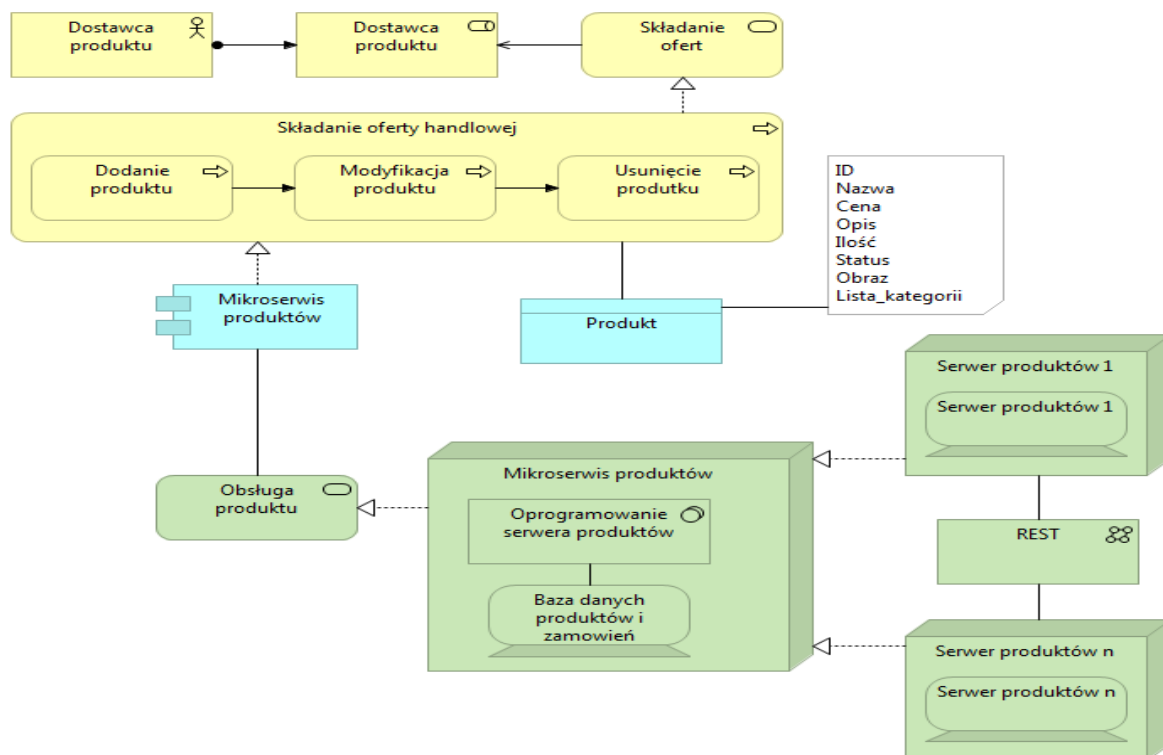 Dostawca
produktu
Dostawca
produktu
Składanie
ofert
Składanie oferty handlowej
Dodanie
produktu
Modyfikacja
produktu
Usunięcie
produtku
ID
Nazwa
Cena
Opis
Ilość
Status
Obraz
Lista_kategorii
Mikroserwis
produktów
Produkt
Serwer produktów 1
Serwer produktów 1
Obsługa
produktu
Mikroserwis produktów
Oprogramowanie
serwera produktów
Baza danych
produktów i
zamowień
REST
Serwer produktów n
Serwer produktów n